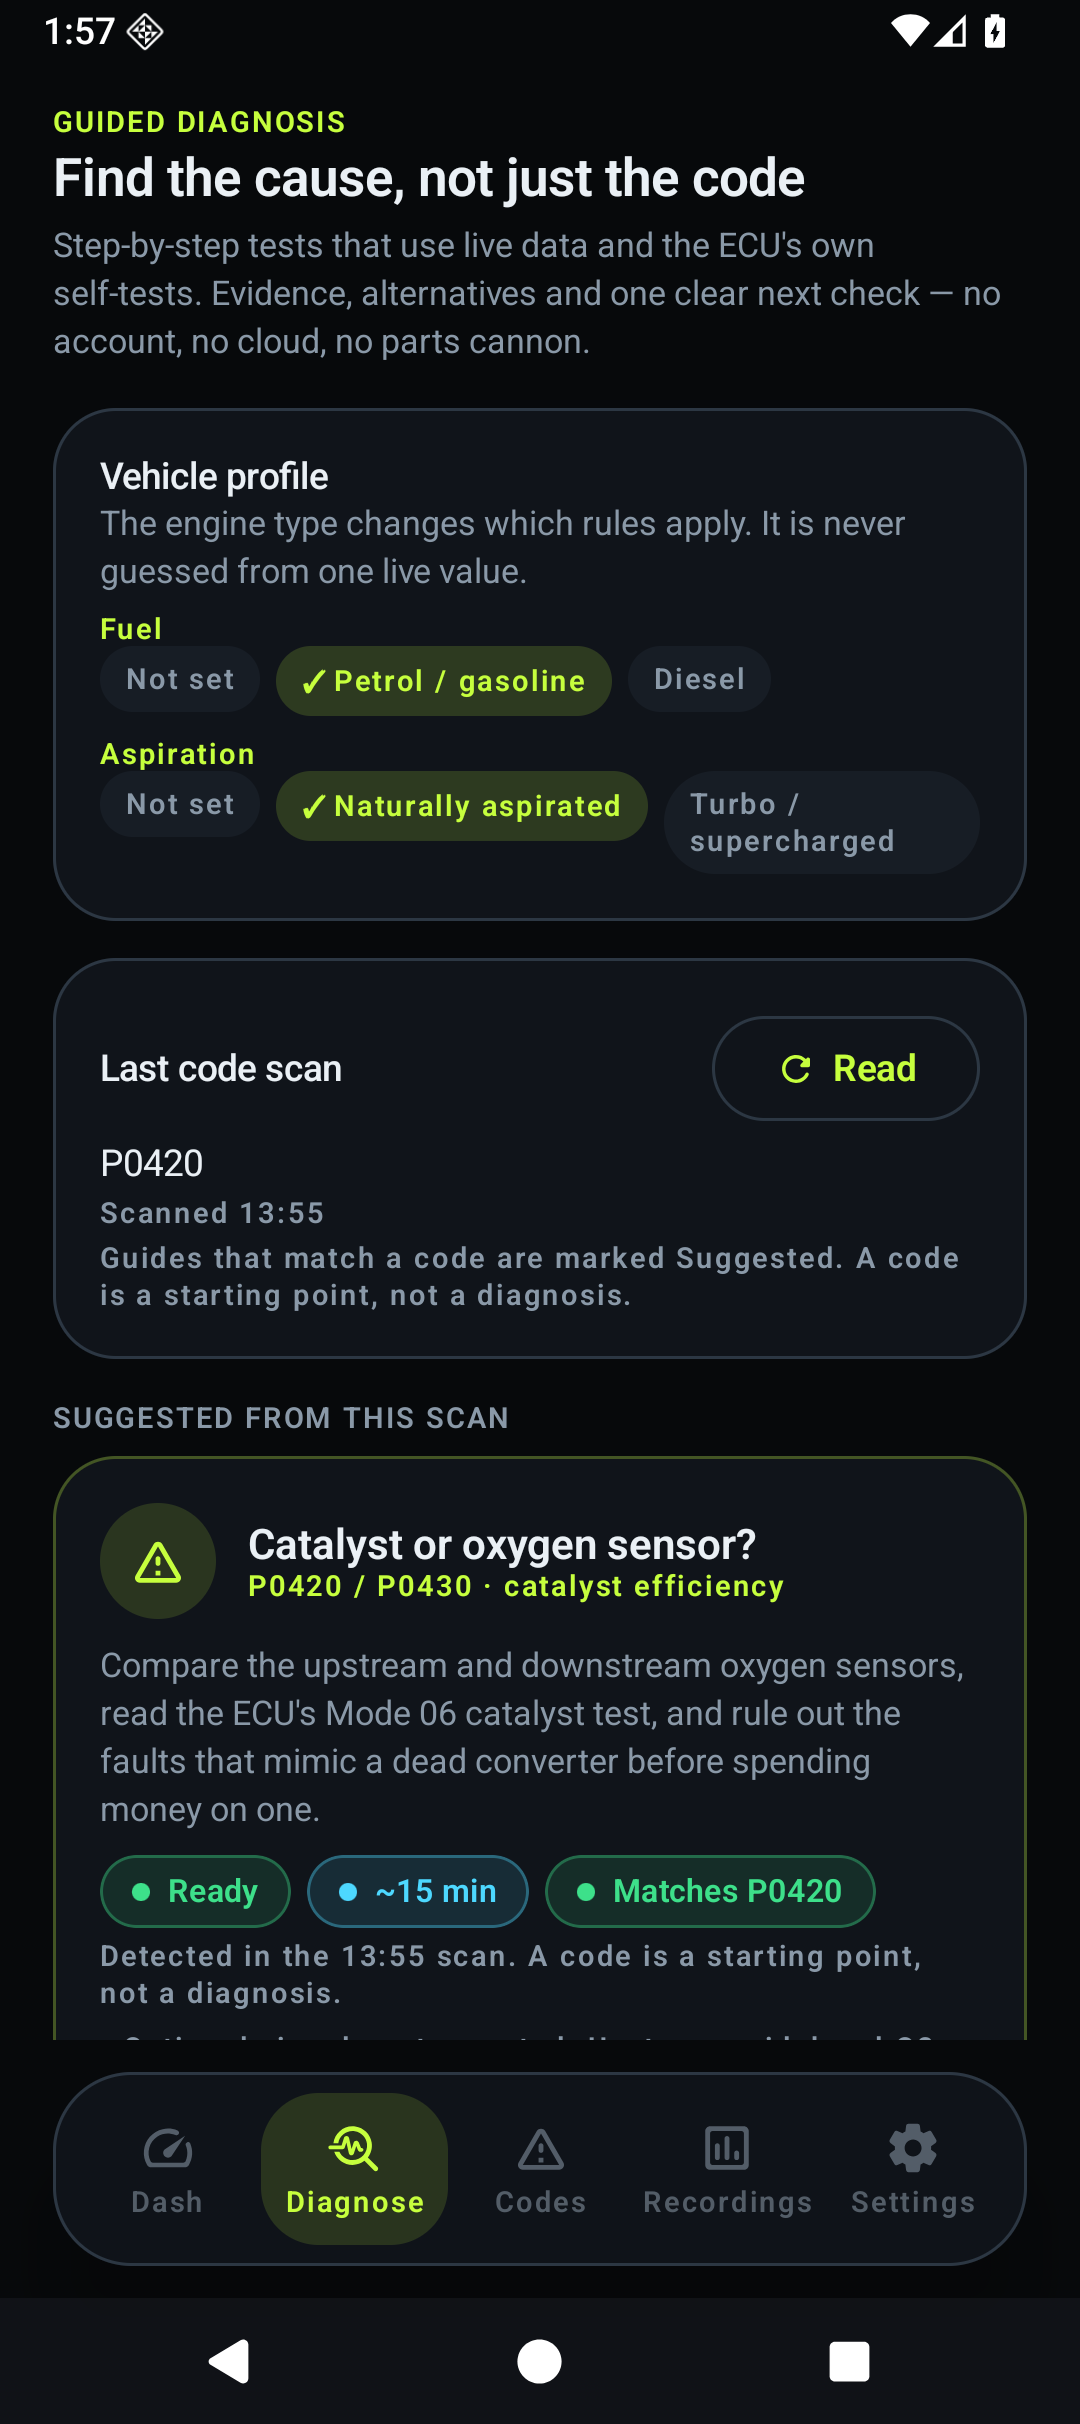 1:57
GUIDED DIAGNOSIS
Find the cause, not just the code
Step-by-step tests that use live data and the ECU's own
self-tests. Evidence, alternatives and one clear next check — no
account, no cloud, no parts cannon.
Vehicle profile
The engine type changes which rules apply. It is never
guessed from one live value.
Fuel
Not set ✓Petrol / gasoline Diesel
Aspiration
Not set ✓Naturally aspirated Turbo /
supercharged
Last code scan Read
P0420
Scanned 13:55
Guides that match a code are marked Suggested. A code
is a starting point, not a diagnosis.
SUGGESTED FROM THIS SCAN
Catalyst or oxygen sensor?
P0420 / P0430 · catalyst efficiency
Compare the upstream and downstream oxygen sensors,
read the ECU's Mode 06 catalyst test, and rule out the
faults that mimic a dead converter before spending
money on one.
Ready ~15 min Matches P0420
Detected in the 13:55 scan. A code is a starting point,
not a diagnosis.
Dash Diagnose Codes Recordings Settings